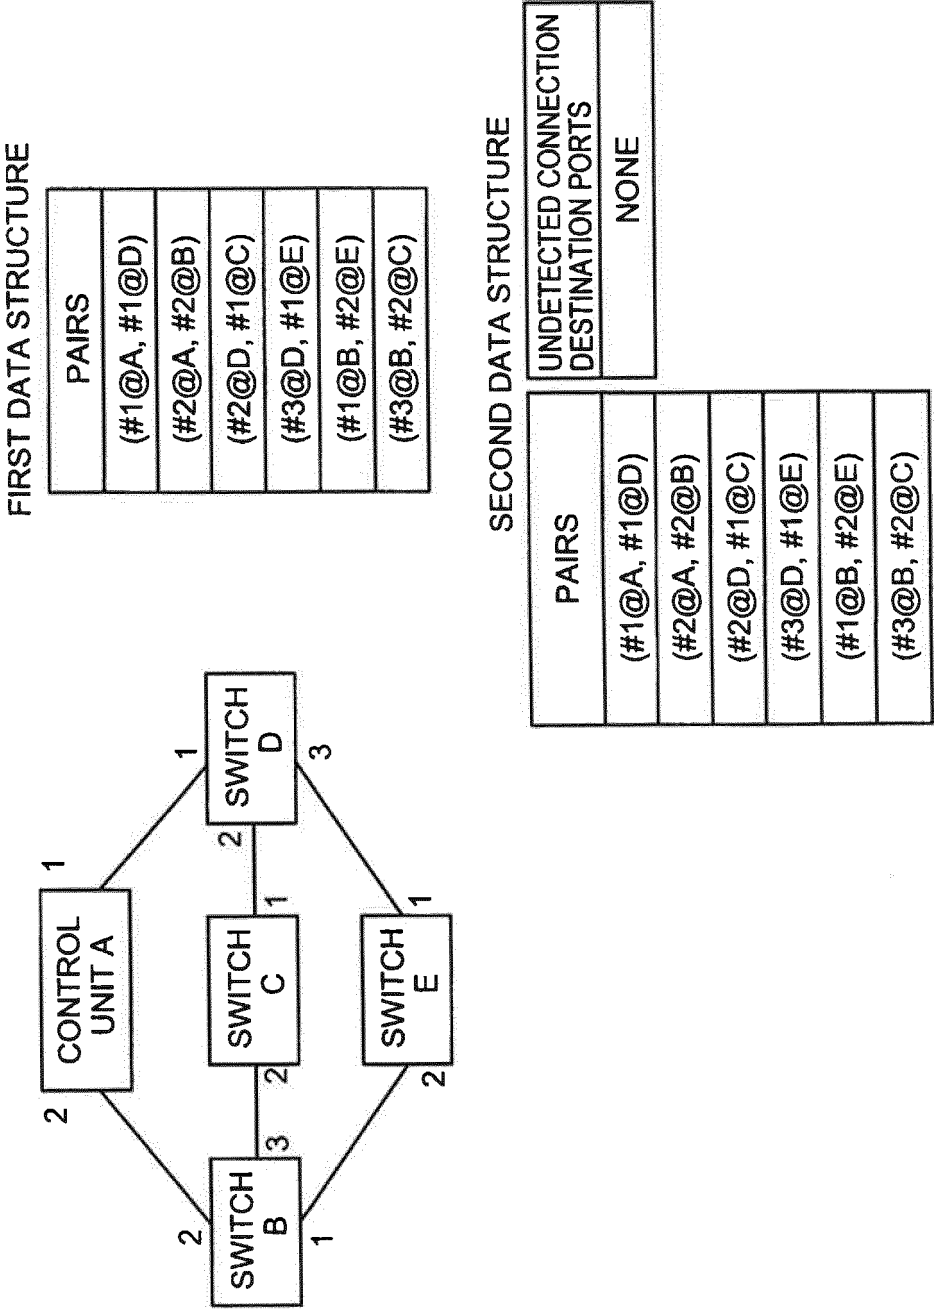 2
CONTROL
UNIT A
1
2
SWITCH
B
3
1
2
SWITCH
C
1
1
2
SWITCH
D
3
2
SWITCH
E
1
FIRST DATA STRUCTURE
PAIRS
(#1@A, #1@D)
(#2@A, #2@B)
(#2@D, #1@C)
(#3@D, #1@E)
(#1@B, #2@E)
(#3@B, #2@C)
SECOND DATA STRUCTURE
PAIRS
(#1@A, #1@D)
(#2@A, #2@B)
(#2@D, #1@C)
(#3@D, #1@E)
(#1@B, #2@E)
(#3@B, #2@C)
UNDETECTED CONNECTION
DESTINATION PORTS
NONE